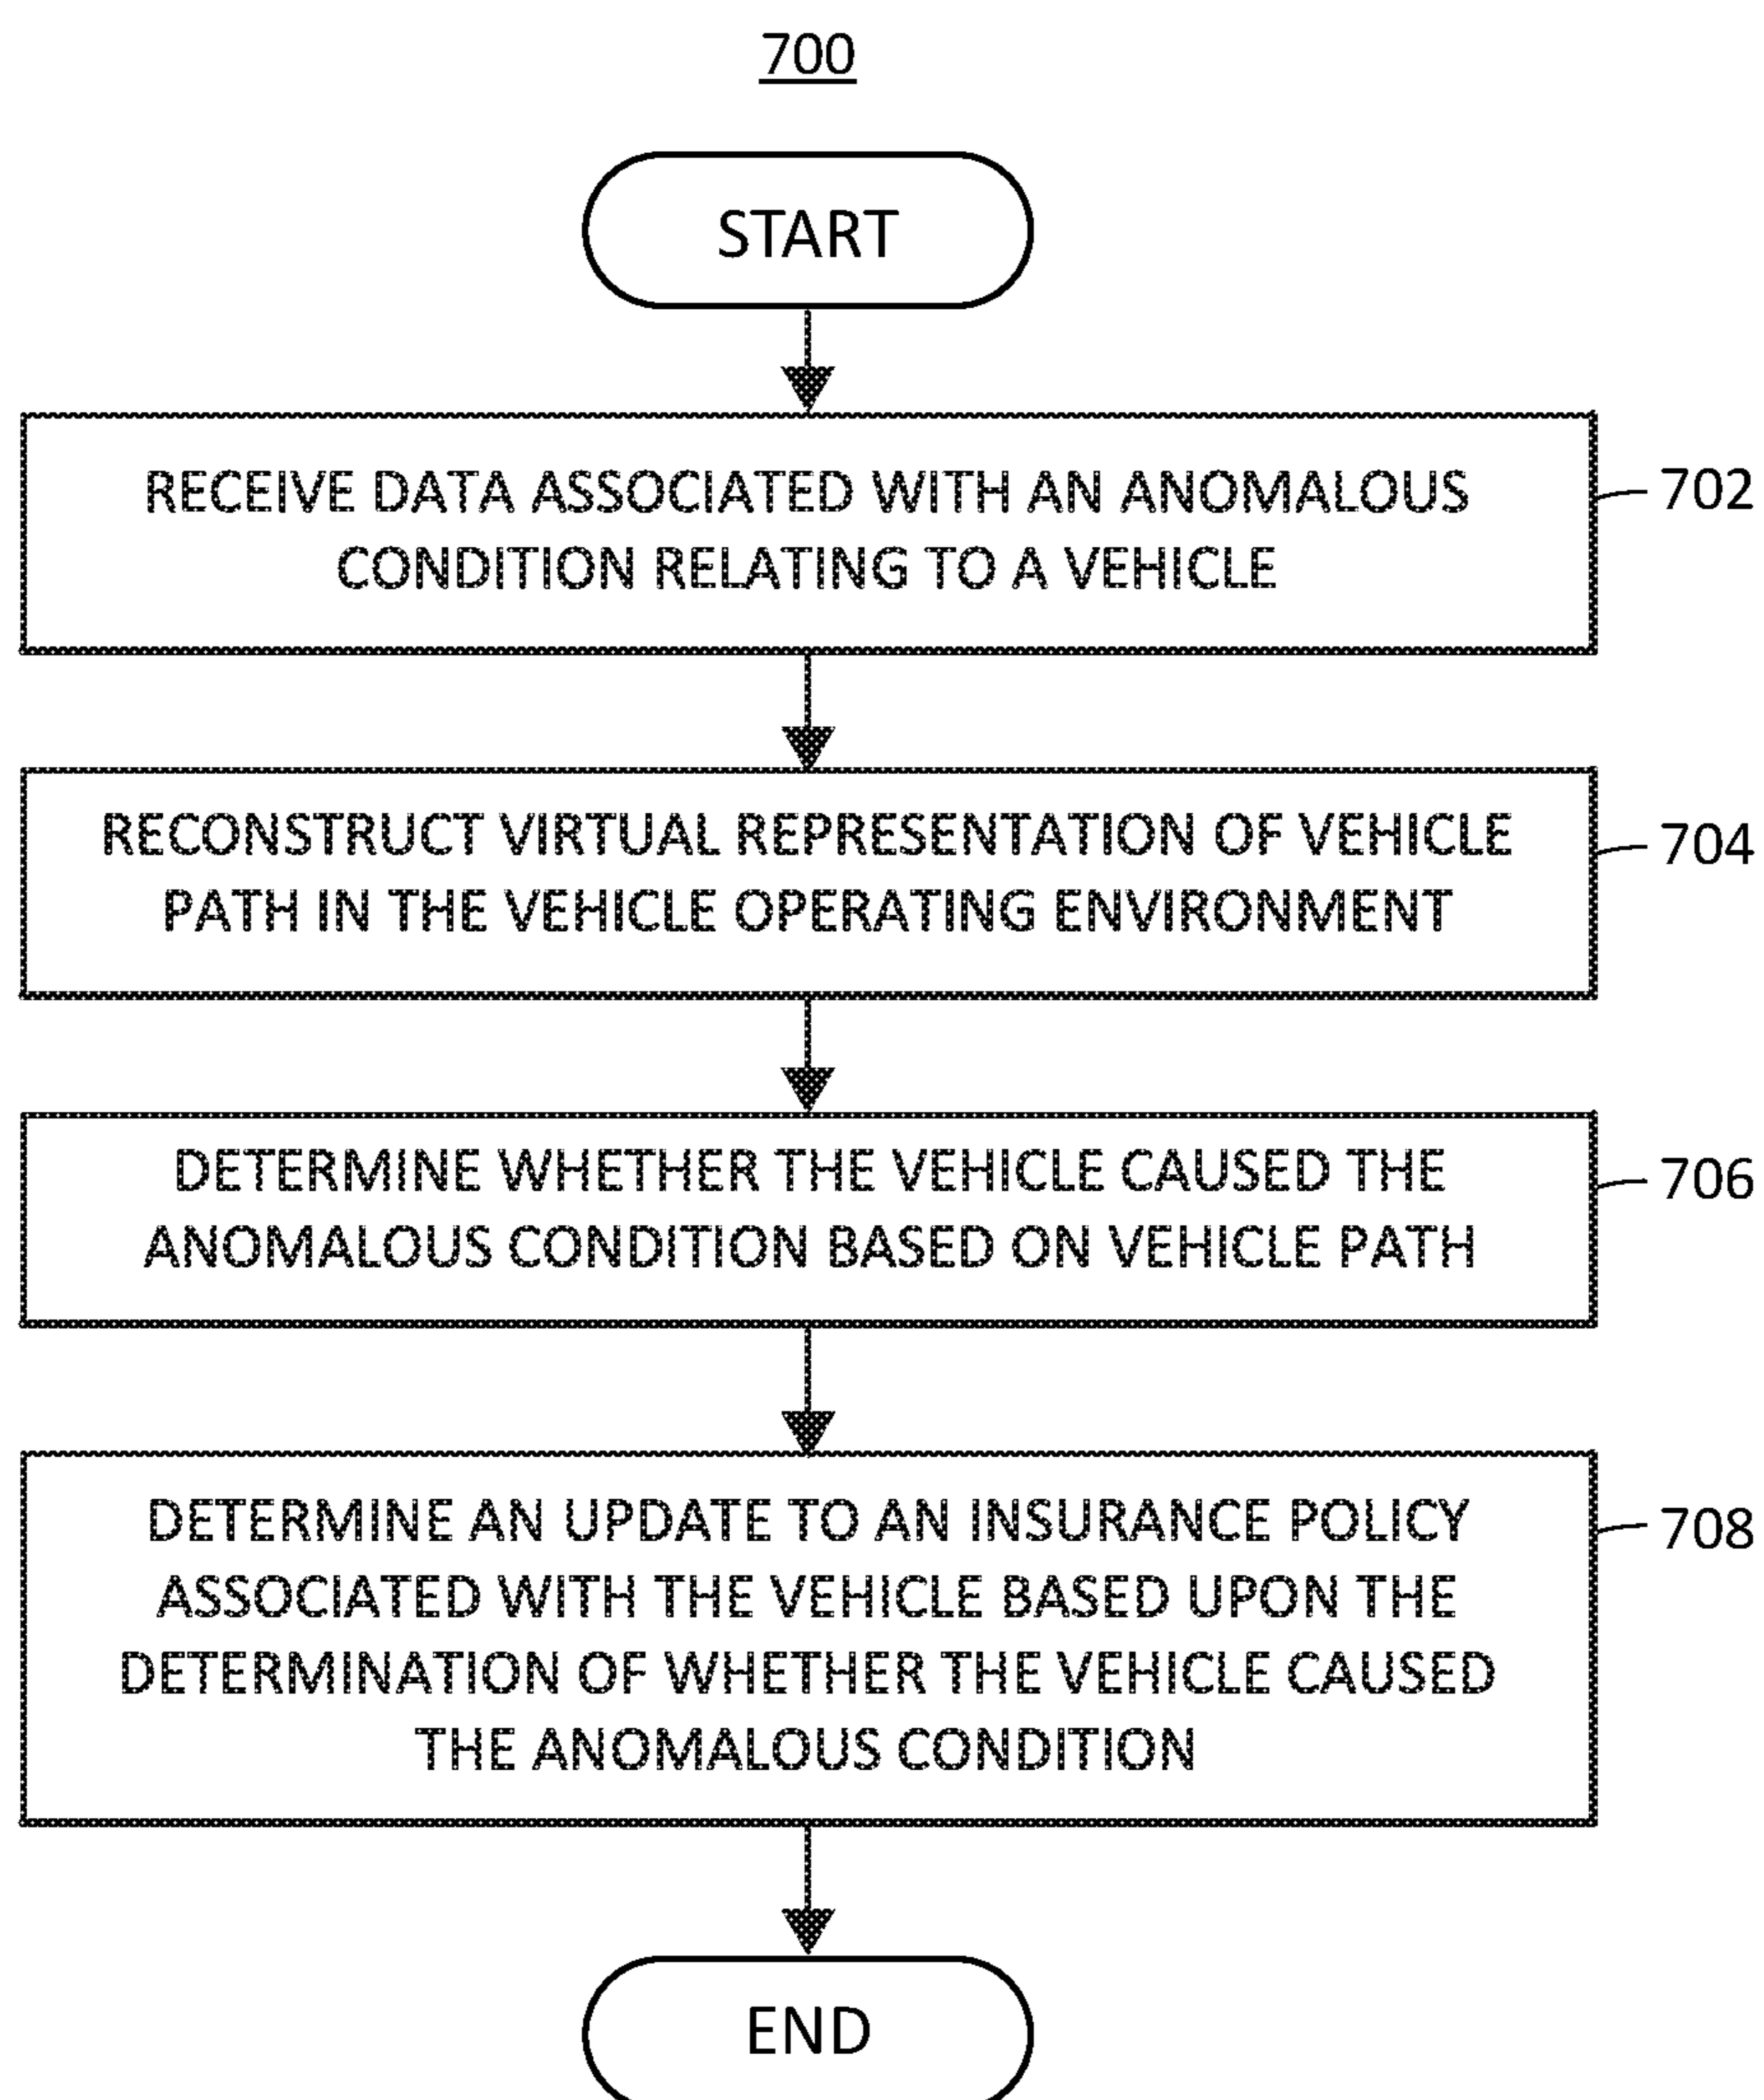 700
START
RECEIVE DATA ASSOCIATED WITH AN ANOMALOUS
CONDITION RELATING TO A VEHICLE
702
RECONSTRUCT VIRTUAL REPRESENTATION OF VEHICLE
PATH IN THE VEHICLE OPERATING ENVIRONMENT
704
DETERMINE WHETHER THE VEHICLE CAUSED THE
ANOMALOUS CONDITION BASED ON VEHICLE PATH
706
DETERMINE AN UPDATE TO AN INSURANCE POLICY
ASSOCIATED WITH THE VEHICLE BASED UPON THE
DETERMINATION OF WHETHER THE VEHICLE CAUSED
THE ANOMALOUS CONDITION
708
END